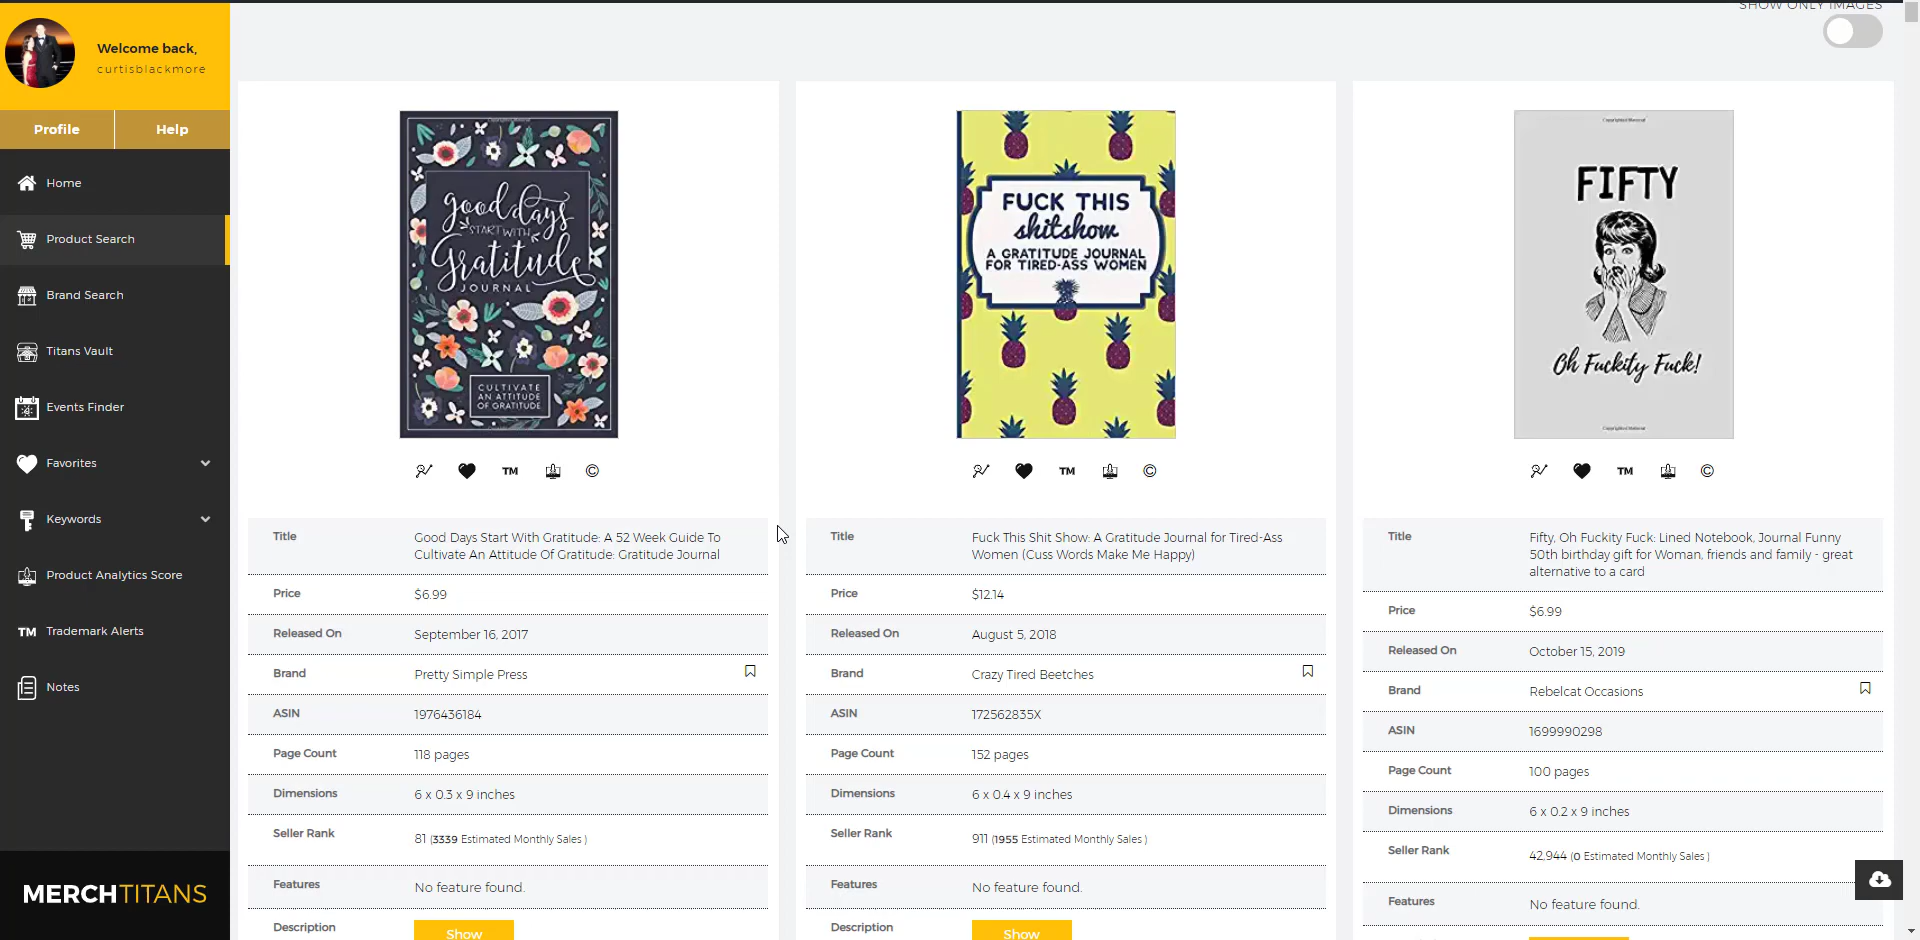 SHOW ONLY IMAGES
Welcome back,
curtisblackmore
Profile
Help
Home
Product Search
Brand Search
Titans Vault
Events Finder
Favorites
Keywords
Product Analytics Score
TM Trademark Alerts
Notes
MERCHTITANS
good days
START WITH
Gratitude
JOURNAL
CULTIVATE
AN ATTITUDE
OF GRATITUDE
TM
©
Title
Good Days Start With Gratitude: A 52 Week Guide To
Cultivate An Attitude Of Gratitude: Gratitude Journal
Price
$6.99
Released On
September 16, 2017
Brand
Pretty Simple Press
ASIN
1976436184
Page Count
118 pages
Dimensions
6 x 0.3 x 9 inches
Seller Rank
81 (3339 Estimated Monthly Sales )
Features
No feature found.
Description
Show
FUCK THIS
shitshow
A GRATITUDE JOURNAL
FOR TIRED-ASS WOMEN
TM
©
Title
Fuck This Shit Show: A Gratitude Journal for Tired-Ass
Women (Cuss Words Make Me Happy)
Price
$12.14
Released On
August 5, 2018
Brand
Crazy Tired Beetches
ASIN
172562835X
Page Count
152 pages
Dimensions
6 x 0.4 x 9 inches
Seller Rank
911 (1955 Estimated Monthly Sales )
Features
No feature found.
Description
Show
Copyrighted Material
FIFTY
Oh Fuckity Fuck!
Copyrighted Material
TM
©
Title
Fifty, Oh Fuckity Fuck: Lined Notebook, Journal Funny
50th birthday gift for Woman, friends and family - great
alternative to a card
Price
$6.99
Released On
October 15, 2019
Brand
Rebelcat Occasions
ASIN
1699990298
Page Count
100 pages
Dimensions
6 x 0.2 x 9 inches
Seller Rank
42,944 (0 Estimated Monthly Sales )
Features
No feature found.